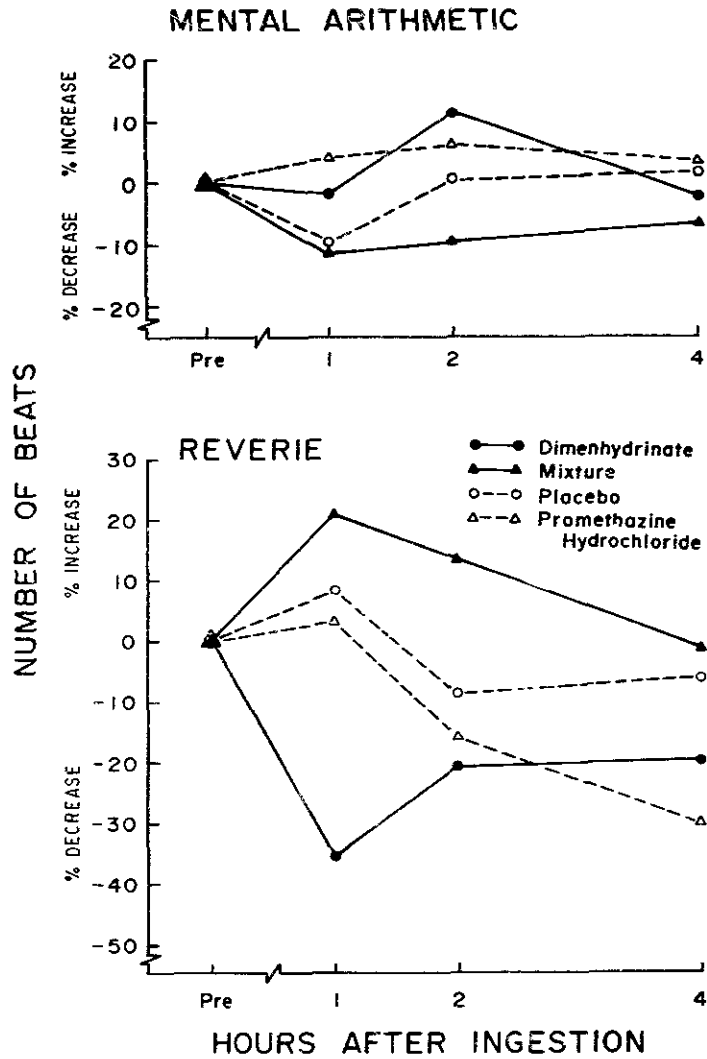 MENTAL ARITHMETIC
20
10
0
-10
-20
% INCREASE
% DECREASE
Pre
1
2
4
NUMBER OF BEATS
REVERIE
Dimenhydrinate
Mixture
Placebo
Promethazine
Hydrochloride
30
20
10
0
-10
-20
-30
-40
-50
% INCREASE
% DECREASE
Pre
1
2
4
HOURS AFTER INGESTION